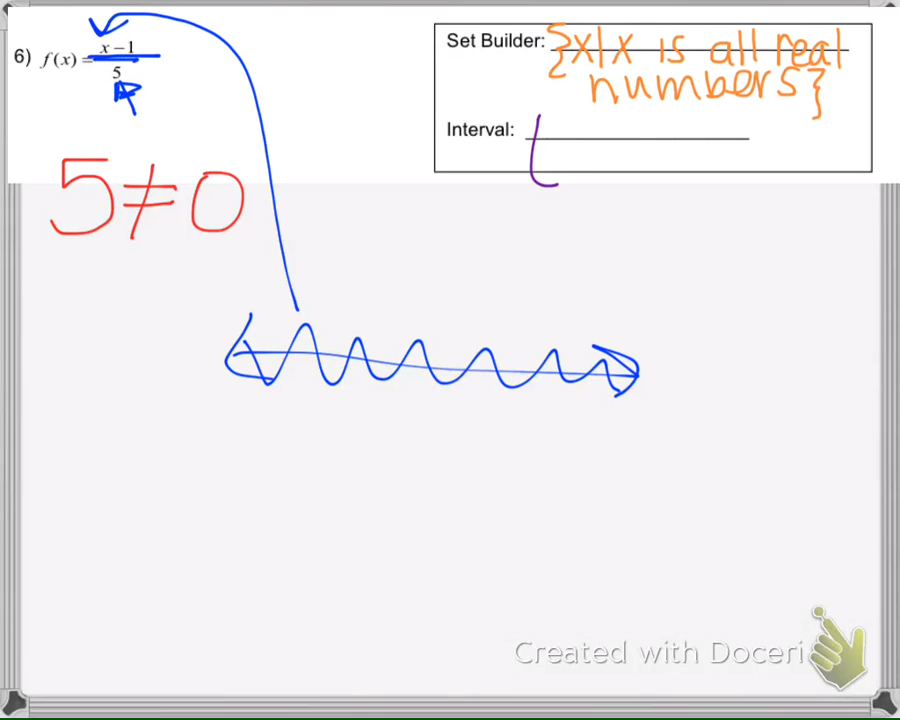 6) f(x) = x – 1
5
Set Builder: {x|x is all real
numbers}
Interval: (
5≠0
Created with Doceri